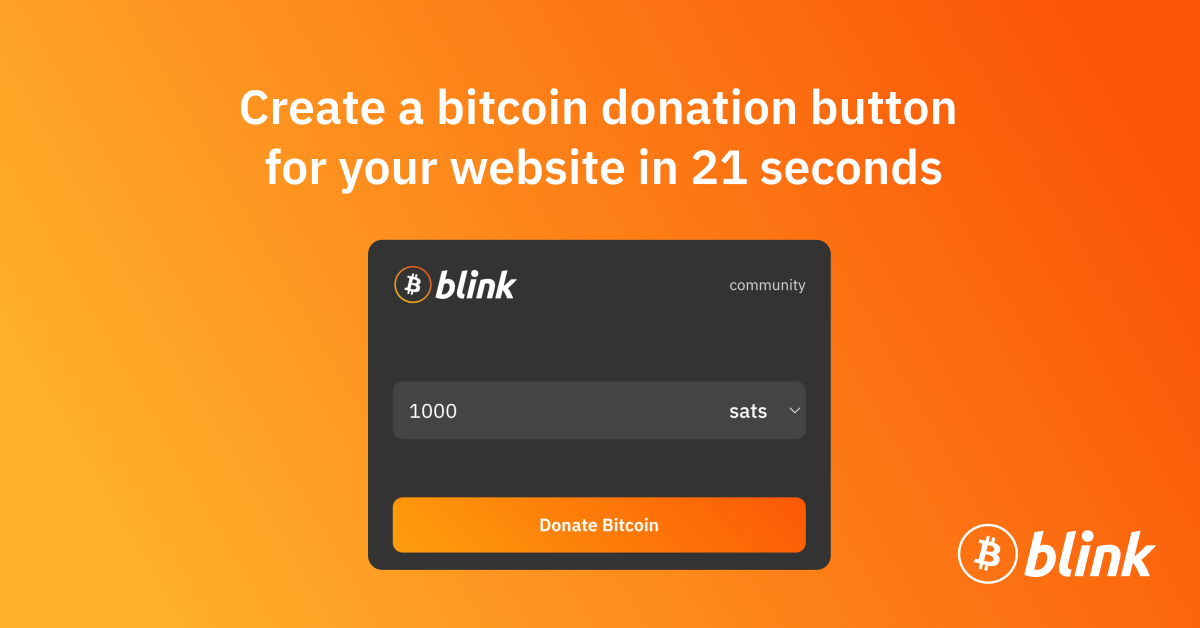 Create a bitcoin donation button
for your website in 21 seconds
blink
community
1000
sats
Donate Bitcoin
blink